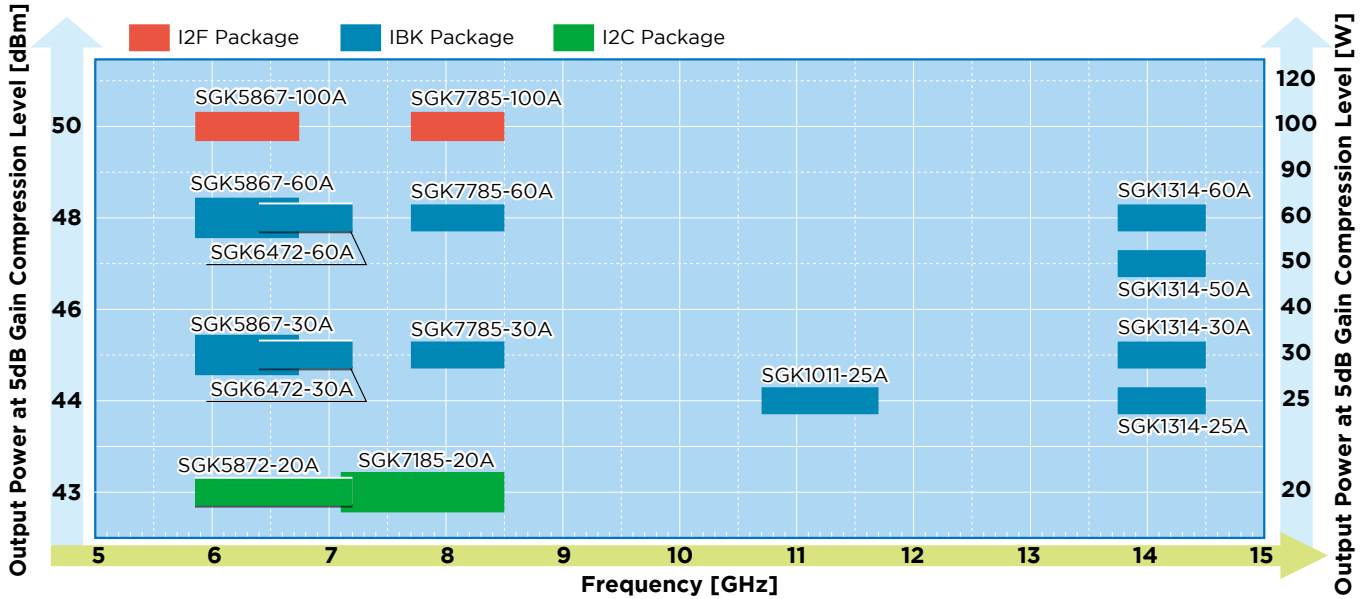 Output Power at 5dB Gain Compression Level [dBm]
I2F Package
IBK Package
I2C Package
Output Power at 5dB Gain Compression Level [W]
120
SGK5867-100A
SGK7785-100A
50
100
90
SGK5867-60A
SGK7785-60A
SGK1314-60A
48
60
SGK6472-60A
50
SGK1314-50A
46
40
SGK5867-30A
SGK7785-30A
SGK1314-30A
30
SGK6472-30A
SGK1011-25A
44
25
SGK1314-25A
SGK5872-20A
SGK7185-20A
43
20
5 6 7 8 9 10 11 12 13 14 15
Frequency [GHz]